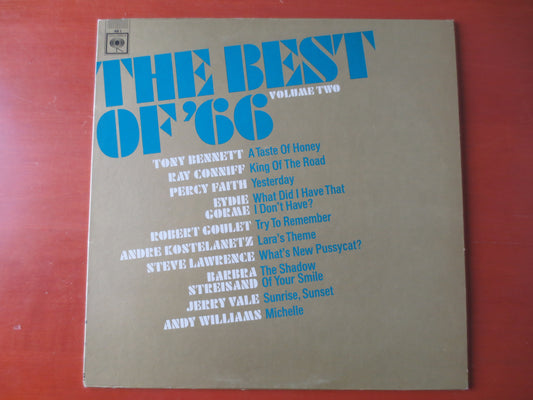 THE BEST
OF '66
VOLUME TWO
TONY BENNETT A Taste Of Honey
RAY CONNIFF King Of The Road
PERCY FAITH Yesterday
EYDIE GORME What Did I Have That
I Don't Have?
ROBERT GOULET Try To Remember
ANDRE KOSTELANETZ Lara's Theme
STEVE LAWRENCE What's New Pussycat?
BARBRA STREISAND The Shadow
Of Your Smile
JERRY VALE Sunrise, Sunset
ANDY WILLIAMS Michelle